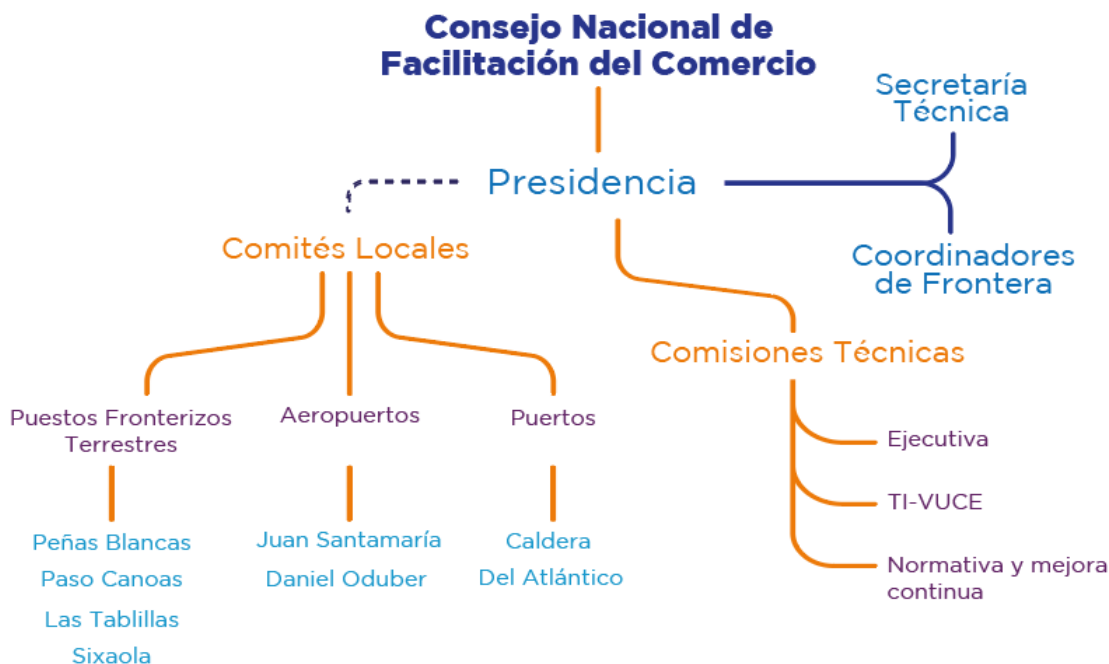 Consejo Nacional de
Facilitación del Comercio
Secretaría
Técnica
Presidencia
Coordinadores
de Frontera
Comités Locales
Comisiones Técnicas
Puestos Fronterizos
Terrestres
Aeropuertos
Puertos
Ejecutiva
TI-VUCE
Normativa y mejora
continua
Peñas Blancas
Paso Canoas
Las Tablillas
Sixaola
Juan Santamaría
Daniel Oduber
Caldera
Del Atlántico